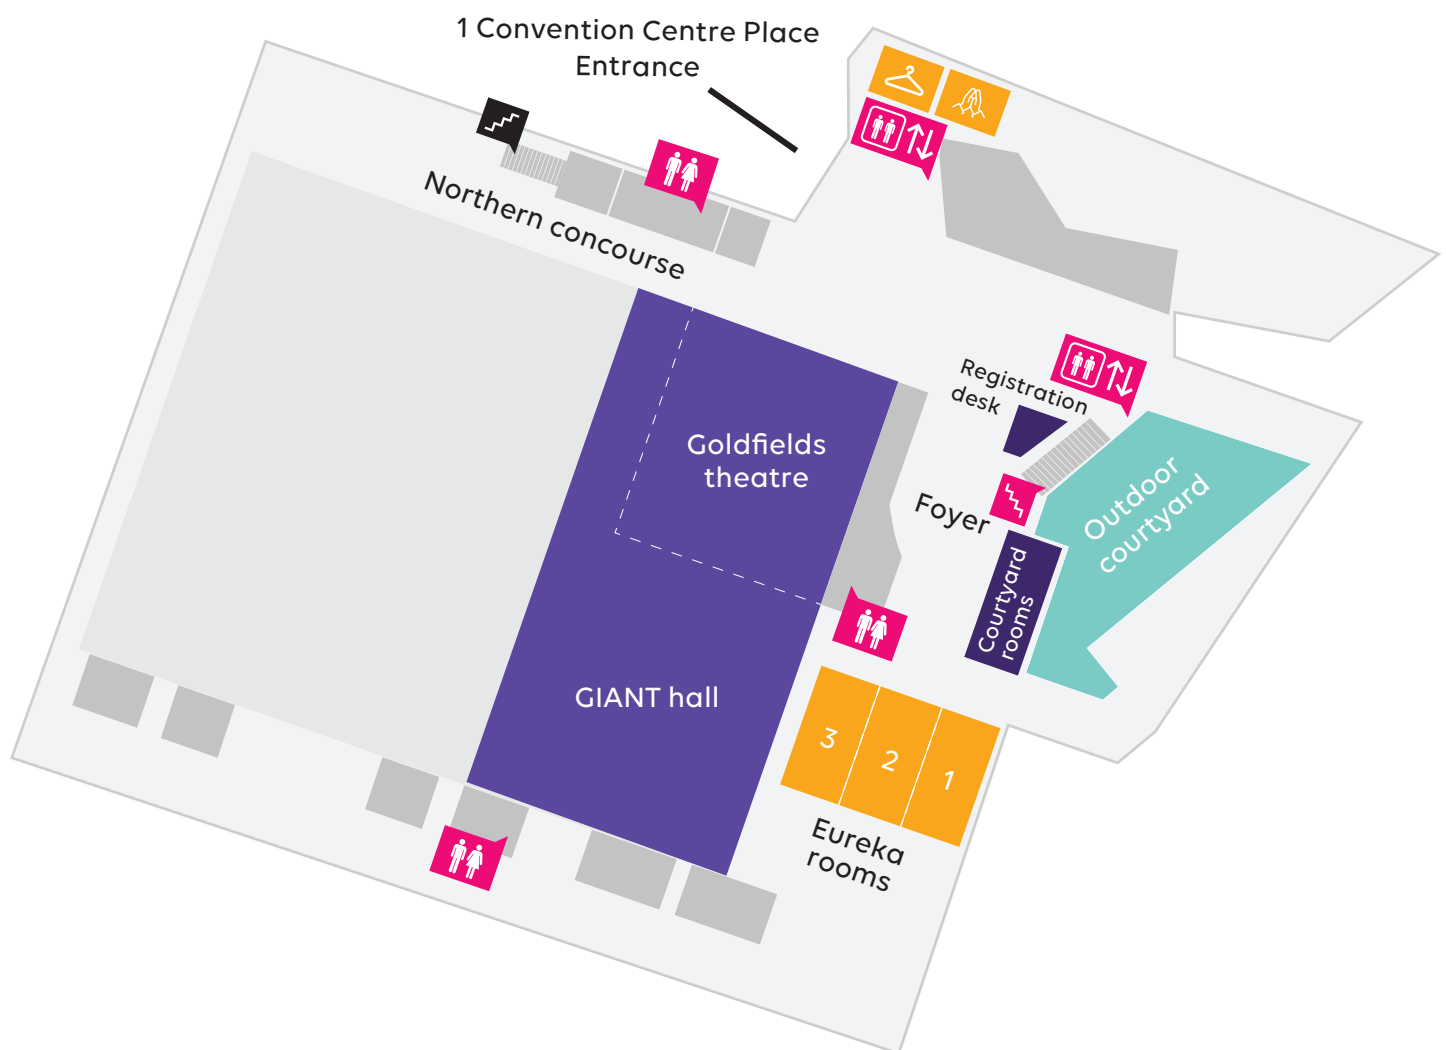 1 Convention Centre Place
Entrance
Northern concourse
Registration
desk
Goldfields
theatre
Foyer
Outdoor
courtyard
Courtyard
rooms
GIANT hall
3
2
1
Eureka
rooms